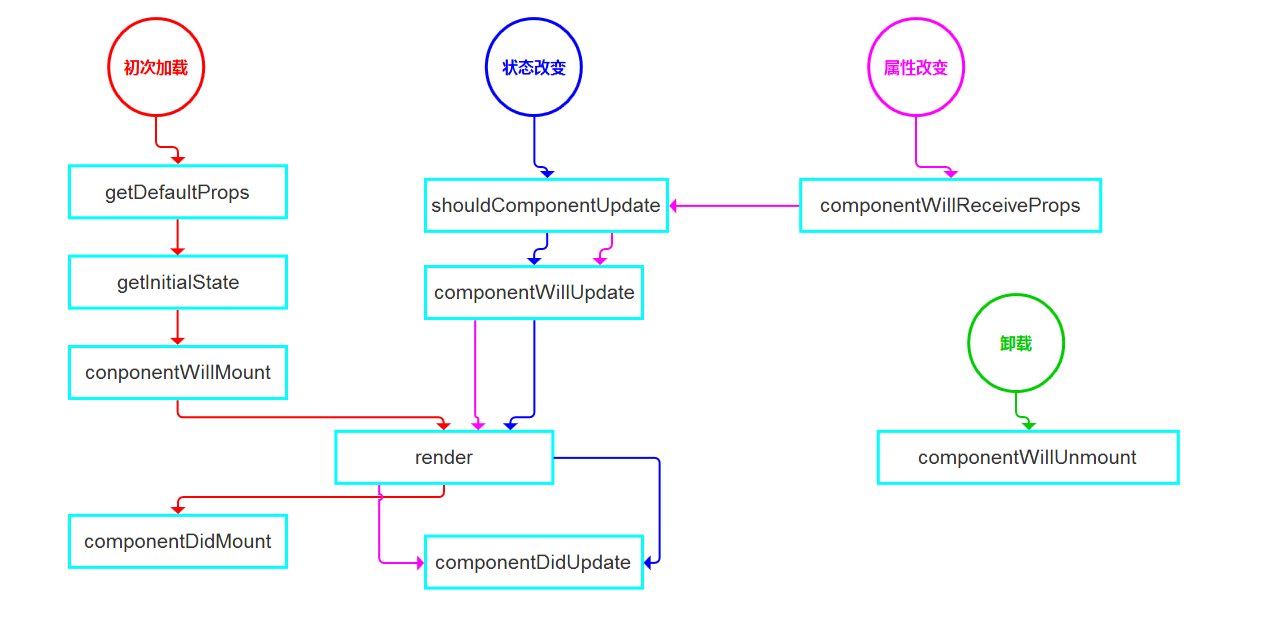 初次加载
状态改变
属性改变
getDefaultProps
shouldComponentUpdate
componentWillReceiveProps
getInitialState
componentWillUpdate
卸载
conponentWillMount
render
componentWillUnmount
componentDidMount
componentDidUpdate